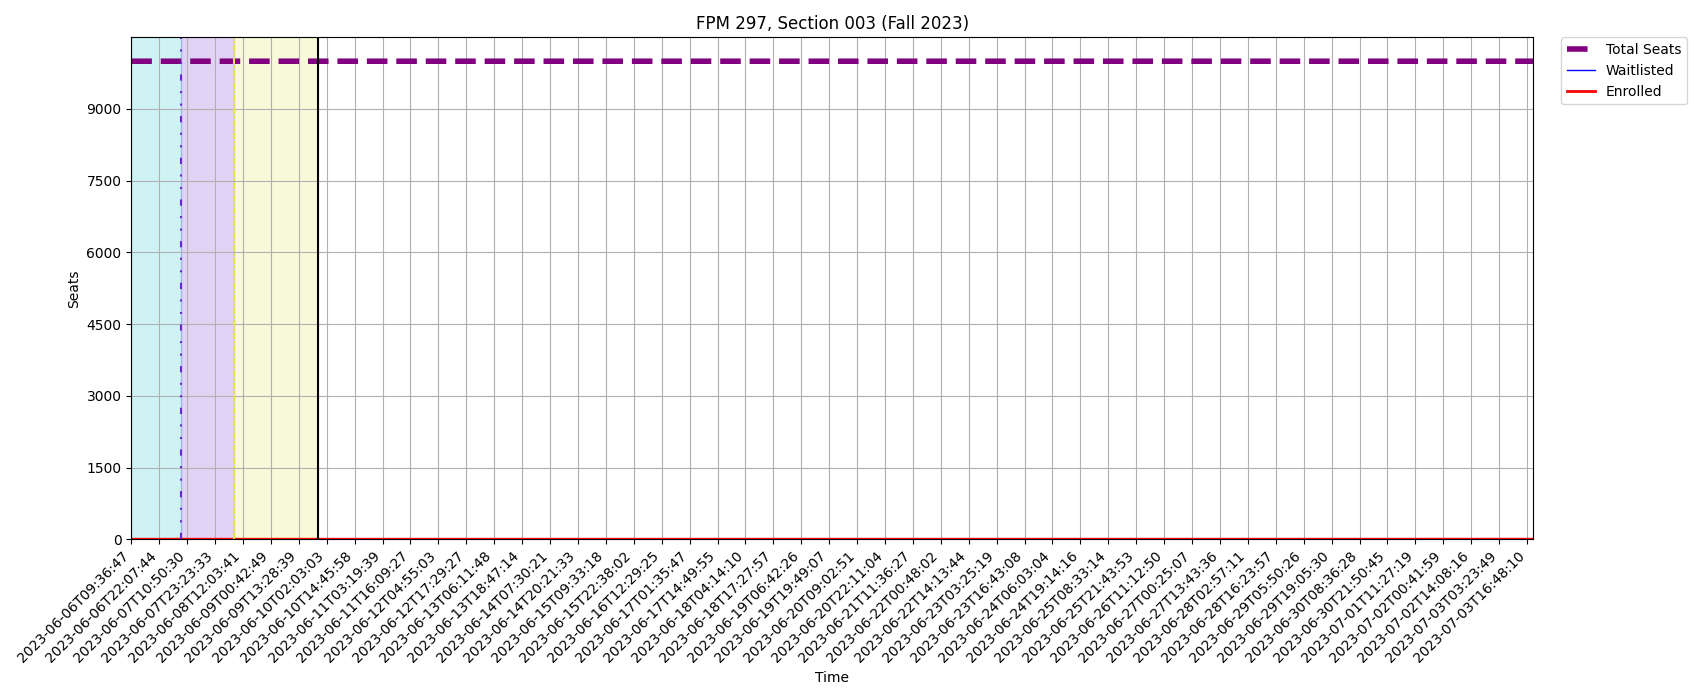 FPM 297, Section 003 (Fall 2023)
Total Seats
Waitlisted
Enrolled
9000
7500
6000
4500
3000
1500
0
Seats
2023-06-06T09:36:47
2023-06-06T22:07:44
2023-06-07T10:50:30
2023-06-07T23:23:33
2023-06-08T12:03:41
2023-06-09T00:42:49
2023-06-09T13:28:39
2023-06-10T02:03:03
2023-06-10T14:45:58
2023-06-11T03:19:39
2023-06-11T16:09:27
2023-06-12T04:55:03
2023-06-12T17:29:27
2023-06-13T06:11:48
2023-06-13T18:47:14
2023-06-14T07:30:21
2023-06-14T20:21:33
2023-06-15T09:33:18
2023-06-15T22:38:02
2023-06-16T12:29:25
2023-06-17T01:35:47
2023-06-17T14:49:55
2023-06-18T04:14:10
2023-06-18T17:27:57
2023-06-19T06:42:26
2023-06-19T19:49:07
2023-06-20T09:02:51
2023-06-20T22:11:04
2023-06-21T11:36:27
2023-06-22T00:48:02
2023-06-22T14:13:44
2023-06-23T03:25:19
2023-06-23T16:43:08
2023-06-24T06:03:04
2023-06-24T19:14:16
2023-06-25T08:33:14
2023-06-25T21:43:53
2023-06-26T11:12:50
2023-06-27T00:25:07
2023-06-27T13:43:36
2023-06-28T02:57:11
2023-06-28T16:23:57
2023-06-29T05:50:26
2023-06-29T19:05:30
2023-06-30T08:36:28
2023-06-30T21:50:45
2023-07-01T11:27:19
2023-07-02T00:41:59
2023-07-02T14:08:16
2023-07-03T03:23:49
2023-07-03T16:48:10
Time